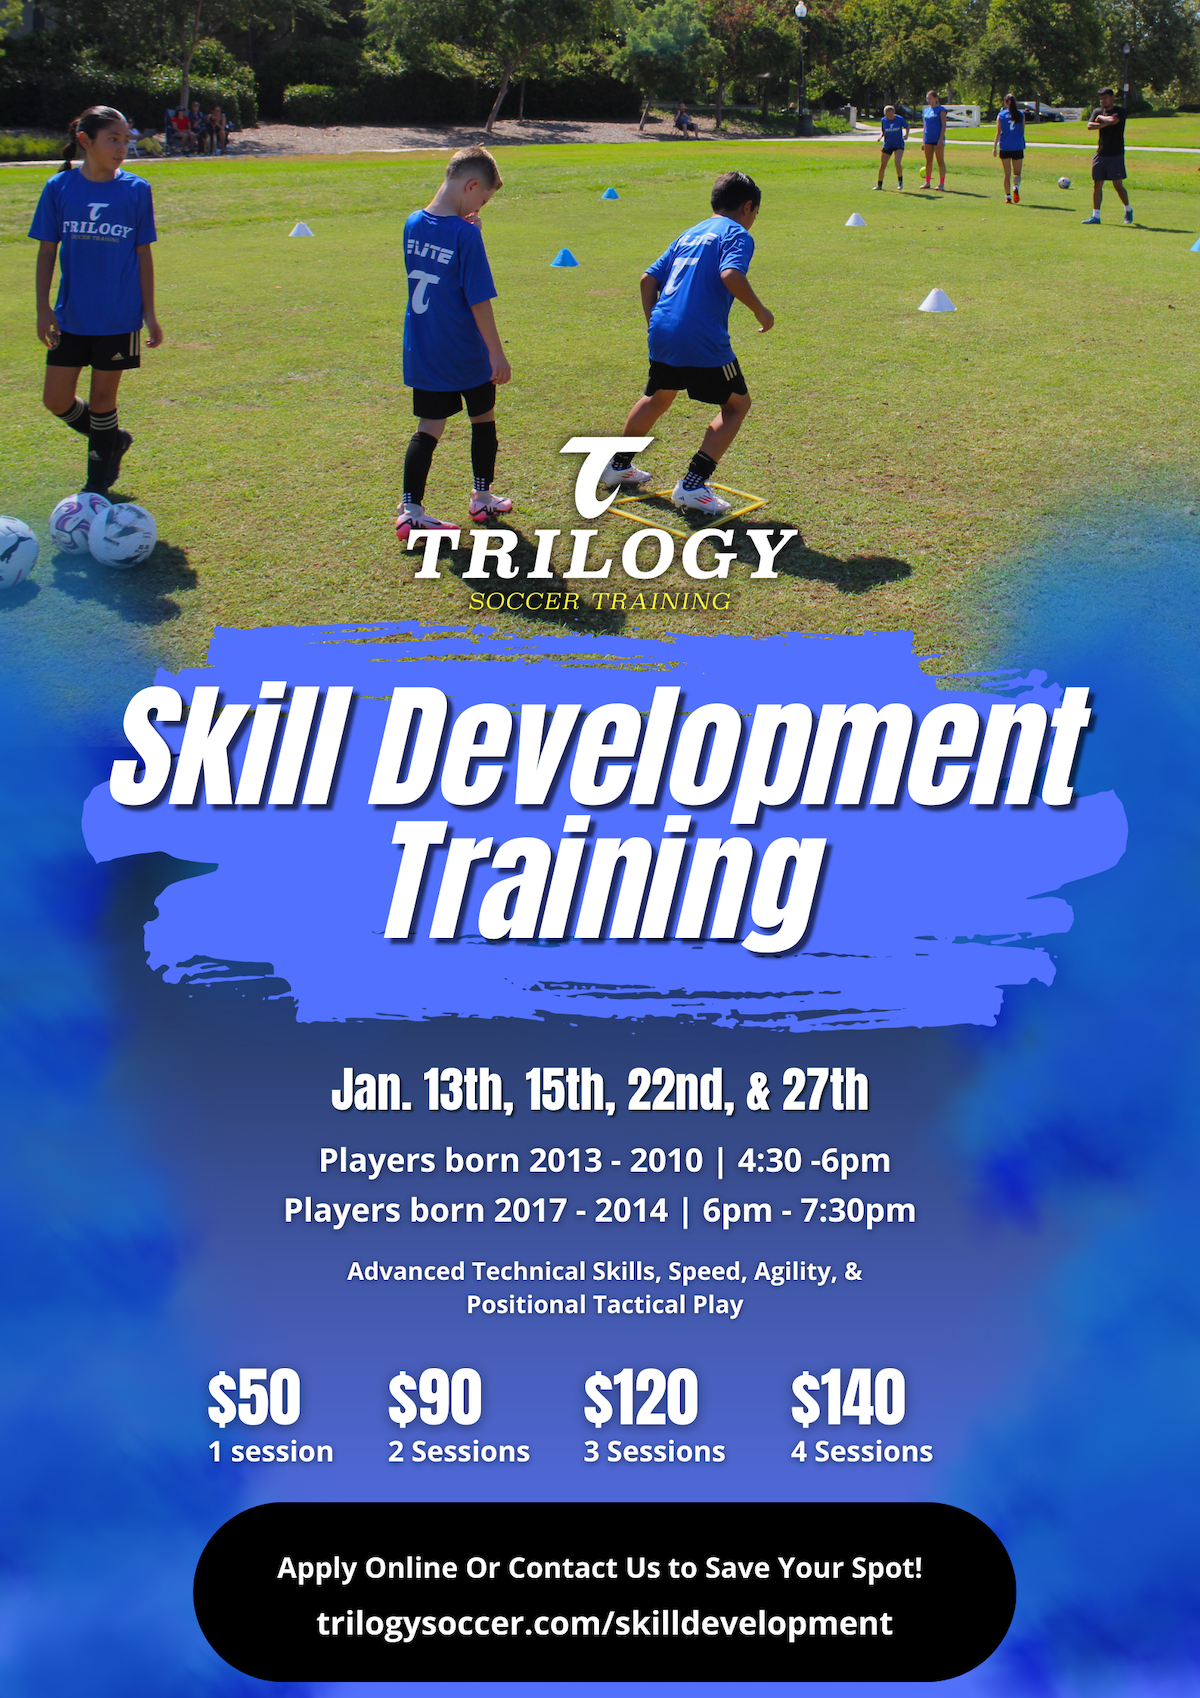 TRILOGY
SOCCER TRAINING
ELITE
TRILOGY
SOCCER TRAINING
Skill Development
Training
Jan. 13th, 15th, 22nd, & 27th
Players born 2013 - 2010 | 4:30 -6pm
Players born 2017 - 2014 | 6pm - 7:30pm
Advanced Technical Skills, Speed, Agility, &
Positional Tactical Play
$50 $90 $120 $140
1 session 2 Sessions 3 Sessions 4 Sessions
Apply Online Or Contact Us to Save Your Spot!
trilogysoccer.com/skilldevelopment